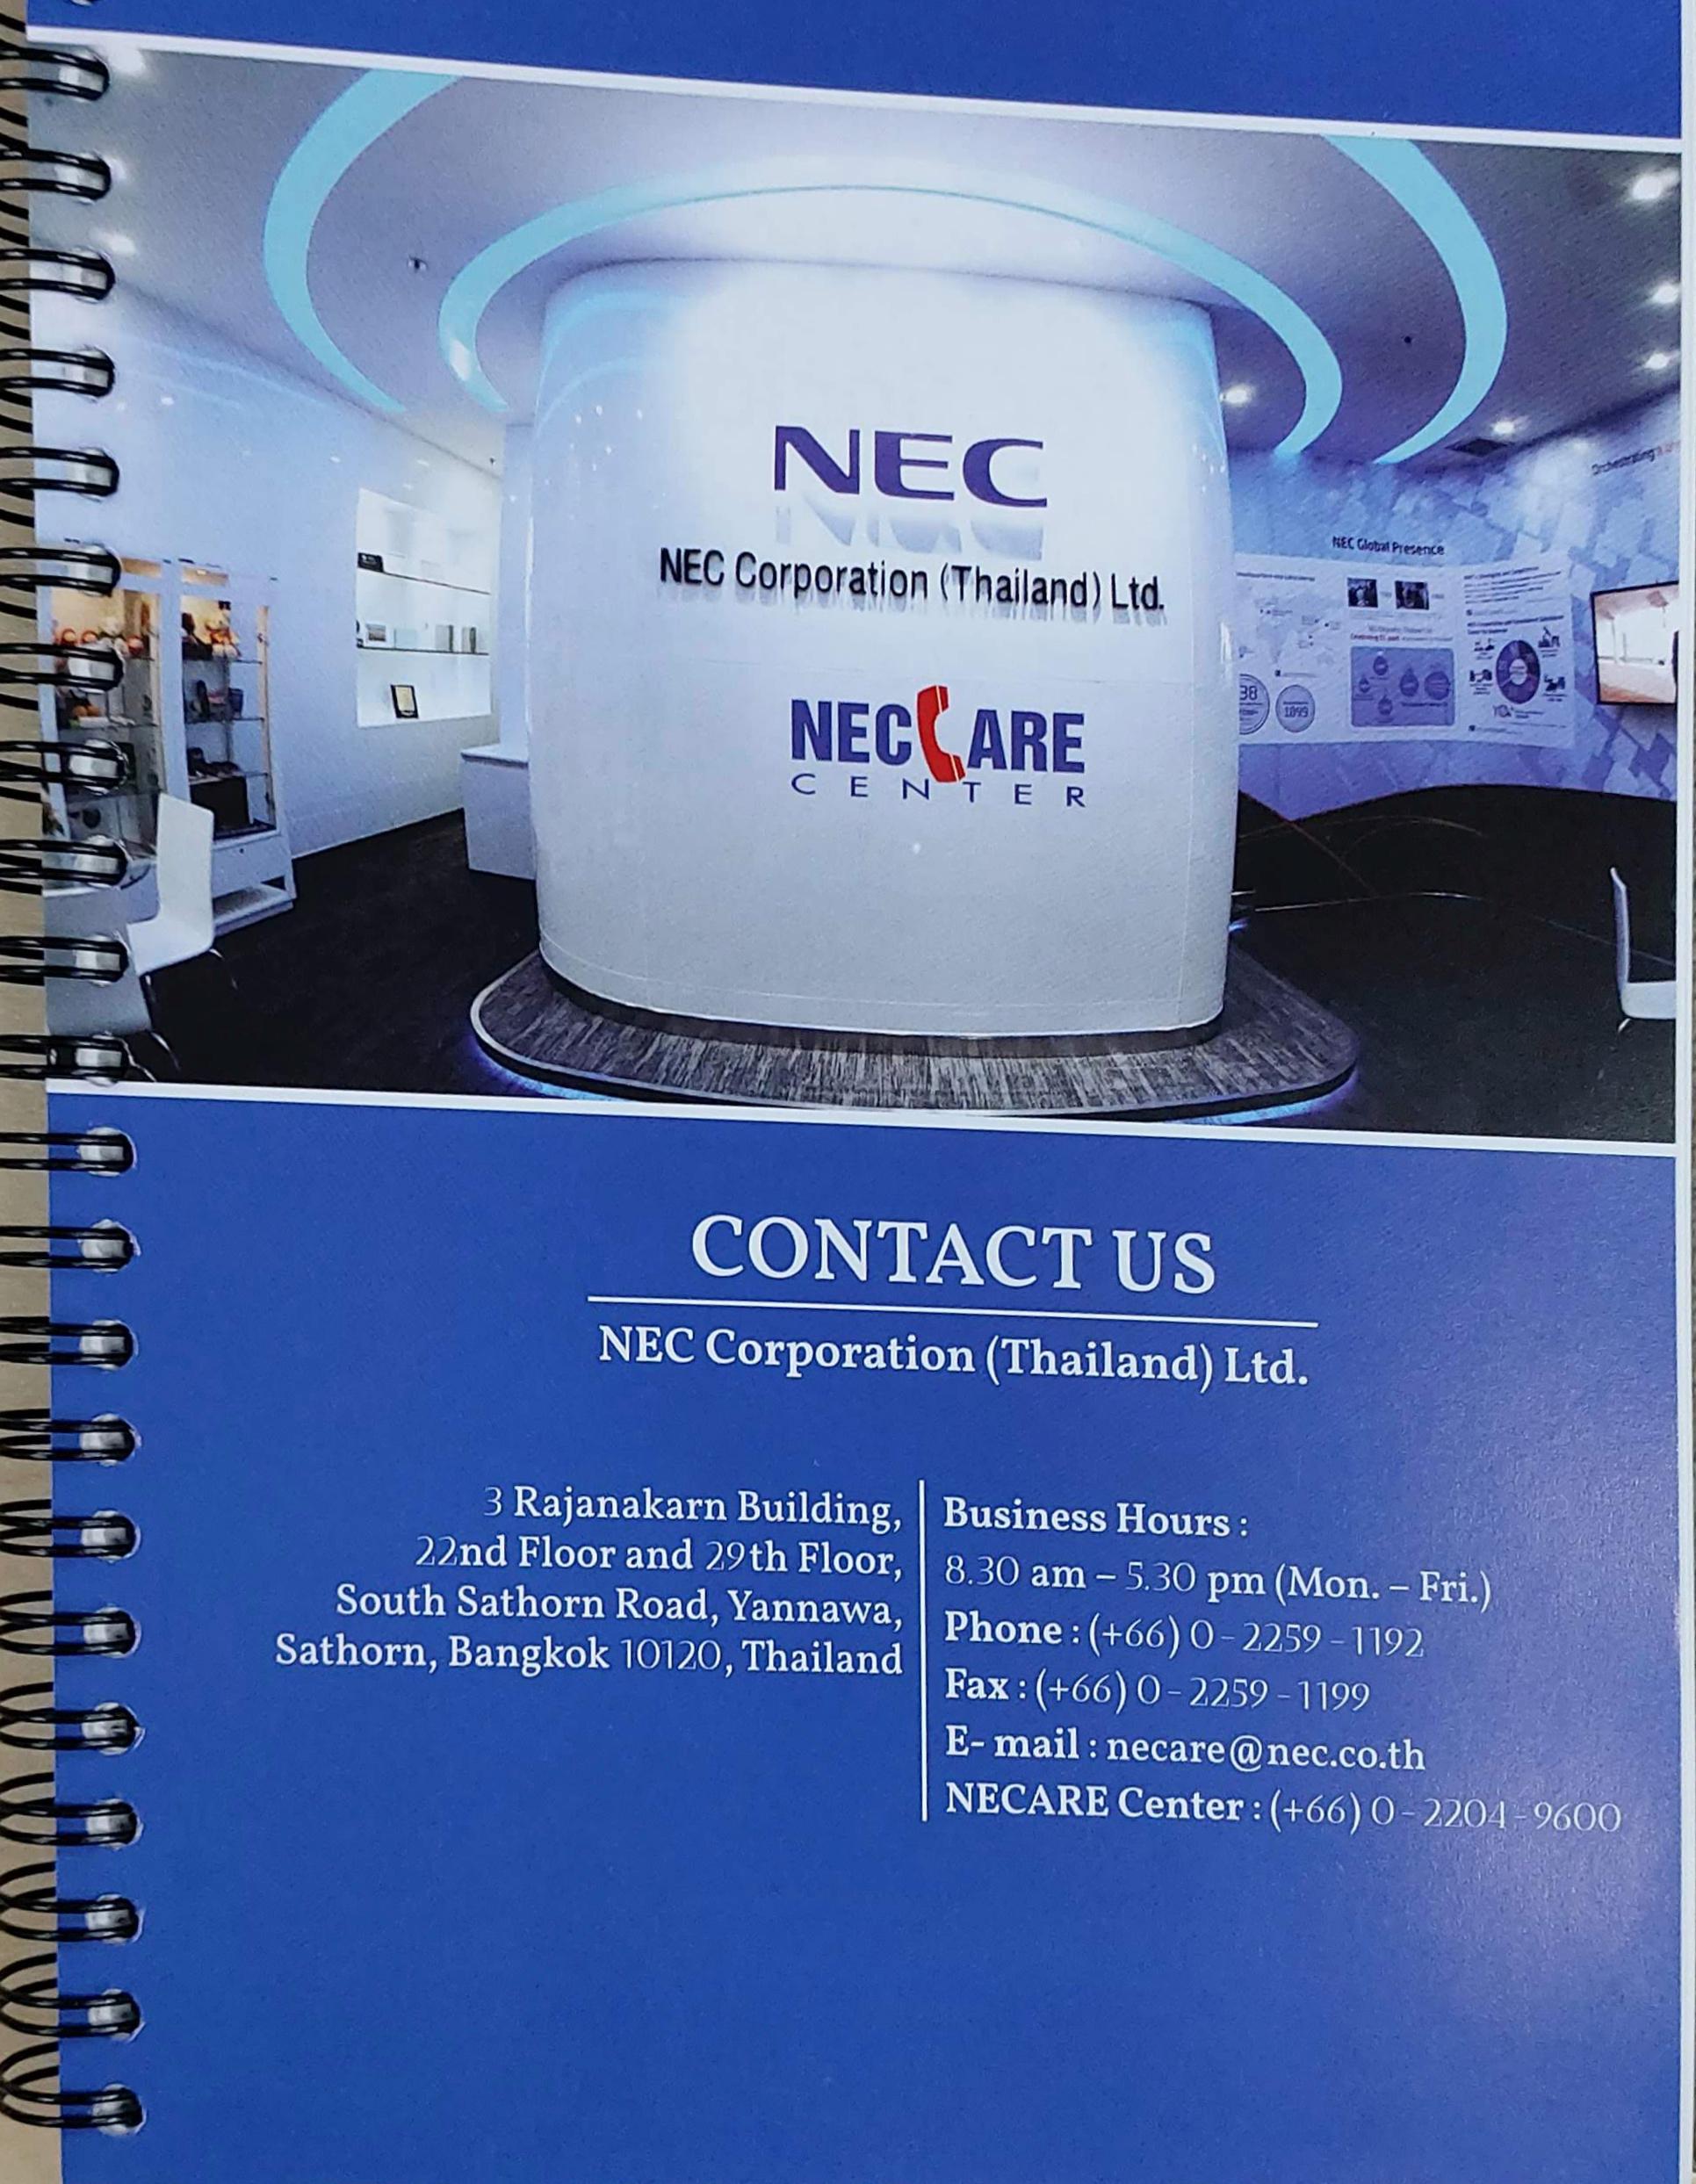 NEC
NEC Corporation (Thailand) Ltd.
NECCARE
CENTER
Orchestrating
NEC Global Presence
1899
CONTACT US
NEC Corporation (Thailand) Ltd.
3 Rajanakarn Building,
22nd Floor and 29th Floor,
South Sathorn Road, Yannawa,
Sathorn, Bangkok 10120, Thailand
Business Hours :
8.30 am – 5.30 pm (Mon. – Fri.)
Phone : (+66) 0 - 2259 - 1192
Fax : (+66) 0 - 2259 - 1199
E- mail : necare@nec.co.th
NECARE Center : (+66) 0 - 2204 - 9600